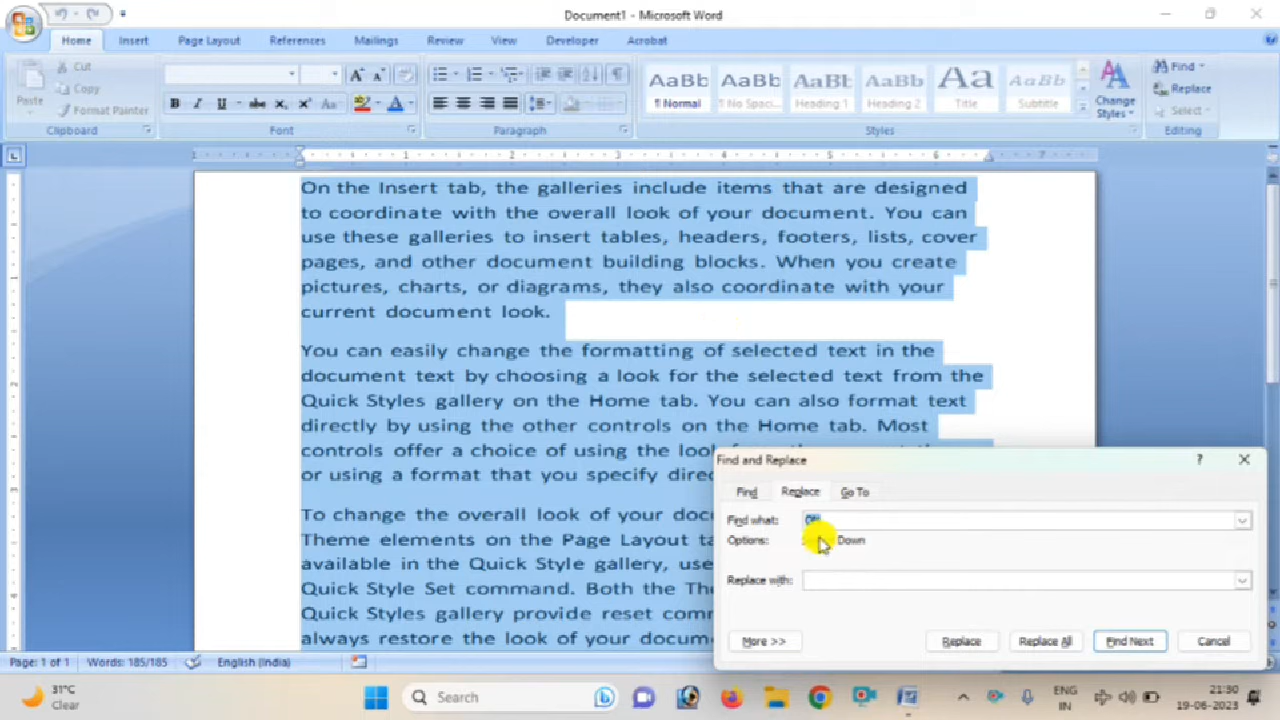 Document1 - Microsoft Word
Home Insert Page Layout References Mailings Review View Developer Acrobat
Paste
Cut
Copy
Format Painter
Clipboard
Font
Paragraph
AaBb
¶ Normal
AaBb
¶ No Spaci...
AaBb
Heading 1
AaBb
Heading 2
Aa
Title
AaBb
Subtitle
Change
Styles
Styles
Find
Replace
Select
Editing
1 1 2 3 4 5 6 7
On the Insert tab, the galleries include items that are designed
to coordinate with the overall look of your document. You can
use these galleries to insert tables, headers, footers, lists, cover
pages, and other document building blocks. When you create
pictures, charts, or diagrams, they also coordinate with your
current document look.
You can easily change the formatting of selected text in the
document text by choosing a look for the selected text from the
Quick Styles gallery on the Home tab. You can also format text
directly by using the other controls on the Home tab. Most
controls offer a choice of using the look
or using a format that you specify
To change the overall look of your
Theme elements on the Page Layout
available in the Quick Style gallery, use
Quick Style Set command. Both the
Quick Styles gallery provide reset
always restore the look of your
Find and Replace
Find Replace Go To
Find what:
Options: Down
Replace with:
More >> Replace Replace All Find Next Cancel
Page: 1 of 1 Words: 185/185 English (India)
31°C
Clear
Search
ENG
IN
21:30
19-06-2023